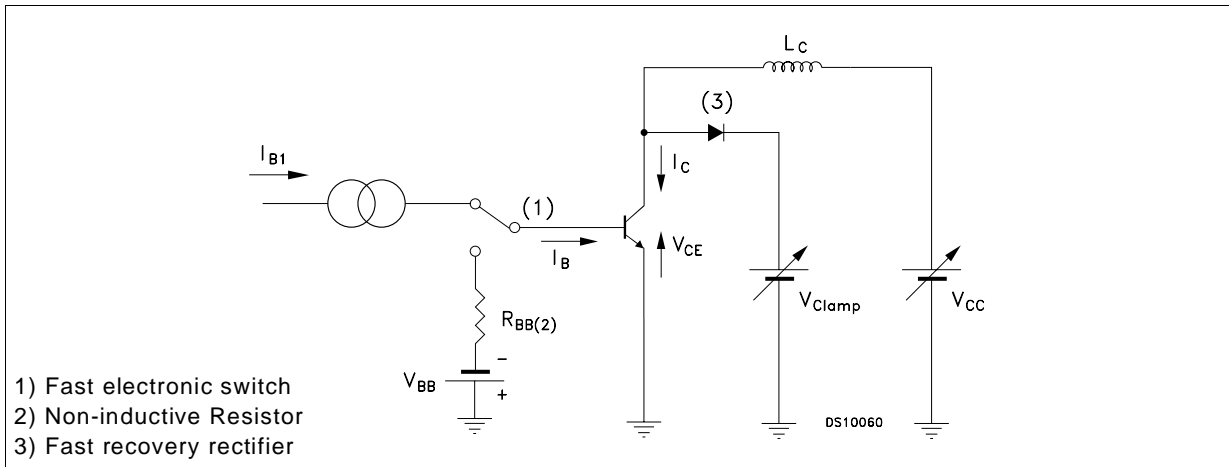 L_C
(3)
I_B1
I_C
(1)
I_B
V_CE
V_Clamp
V_CC
R_BB(2)
−
V_BB
+
DS10060
1) Fast electronic switch
2) Non-inductive Resistor
3) Fast recovery rectifier